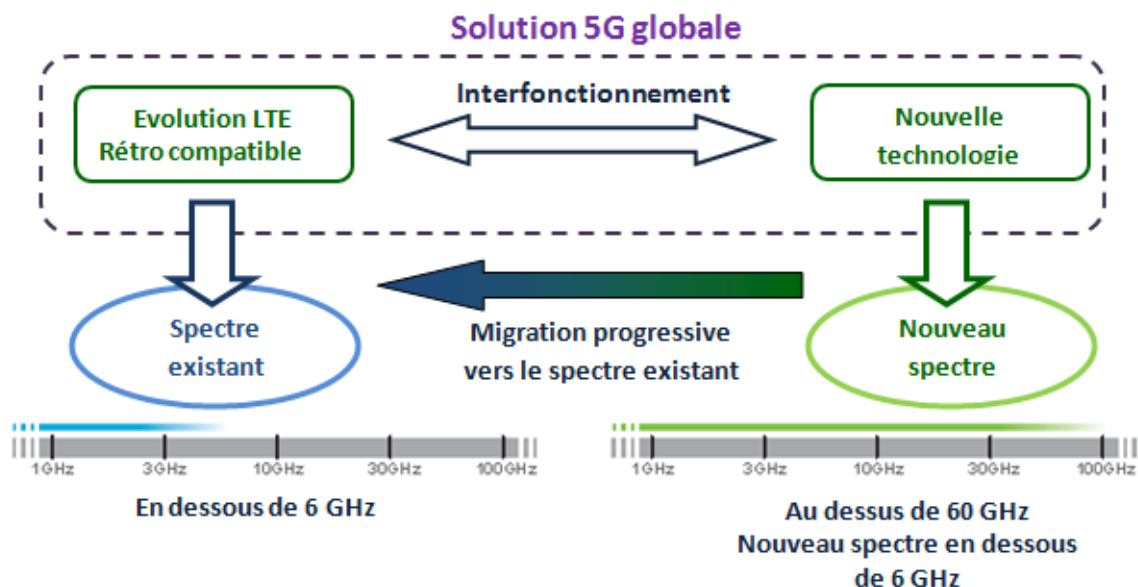 Solution 5G globale
Interfonctionnement
Evolution LTE
Rétro compatible
Nouvelle
technologie
Spectre
existant
Migration progressive
vers le spectre existant
Nouveau
spectre
1GHz 3GHz 10GHz 30GHz 100GHz
1GHz 3GHz 10GHz 30GHz 100GHz
En dessous de 6 GHz
Au dessus de 60 GHz
Nouveau spectre en dessous
de 6 GHz